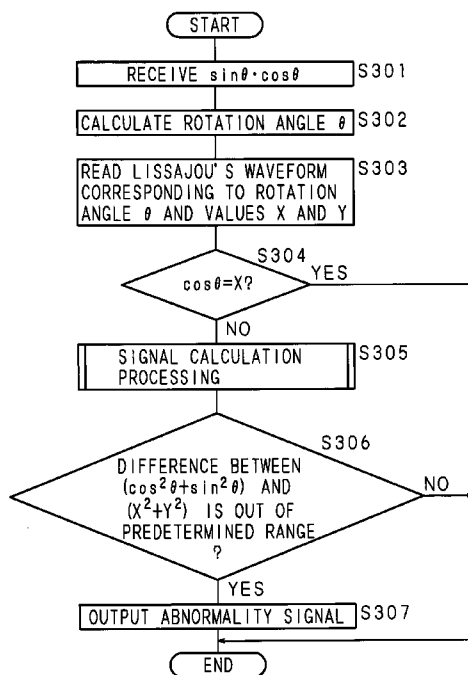 START
RECEIVE sinθ·cosθ
S301
CALCULATE ROTATION ANGLE θ
S302
READ LISSAJOU'S WAVEFORM
CORRESPONDING TO ROTATION
ANGLE θ AND VALUES X AND Y
S303
S304
cosθ=X?
YES
NO
SIGNAL CALCULATION
PROCESSING
S305
S306
DIFFERENCE BETWEEN
(cos²θ+sin²θ) AND
(X²+Y²) IS OUT OF
PREDETERMINED RANGE
?
NO
YES
OUTPUT ABNORMALITY SIGNAL
S307
END